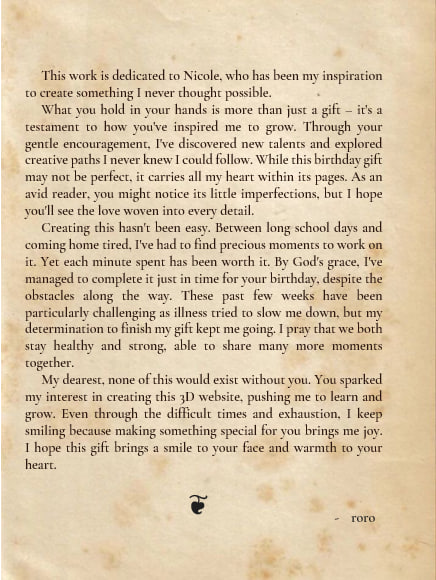 This work is dedicated to Nicole, who has been my inspiration
to create something I never thought possible.
What you hold in your hands is more than just a gift – it's a
testament to how you've inspired me to grow. Through your
gentle encouragement, I've discovered new talents and explored
creative paths I never knew I could follow. While this birthday gift
may not be perfect, it carries all my heart within its pages. As an
avid reader, you might notice its little imperfections, but I hope
you'll see the love woven into every detail.
Creating this hasn't been easy. Between long school days and
coming home tired, I've had to find precious moments to work on
it. Yet each minute spent has been worth it. By God's grace, I've
managed to complete it just in time for your birthday, despite the
obstacles along the way. These past few weeks have been
particularly challenging as illness tried to slow me down, but my
determination to finish my gift kept me going. I pray that we both
stay healthy and strong, able to share many more moments
together.
My dearest, none of this would exist without you. You sparked
my interest in creating this 3D website, pushing me to learn and
grow. Even through the difficult times and exhaustion, I keep
smiling because making something special for you brings me joy.
I hope this gift brings a smile to your face and warmth to your
heart.
- roro